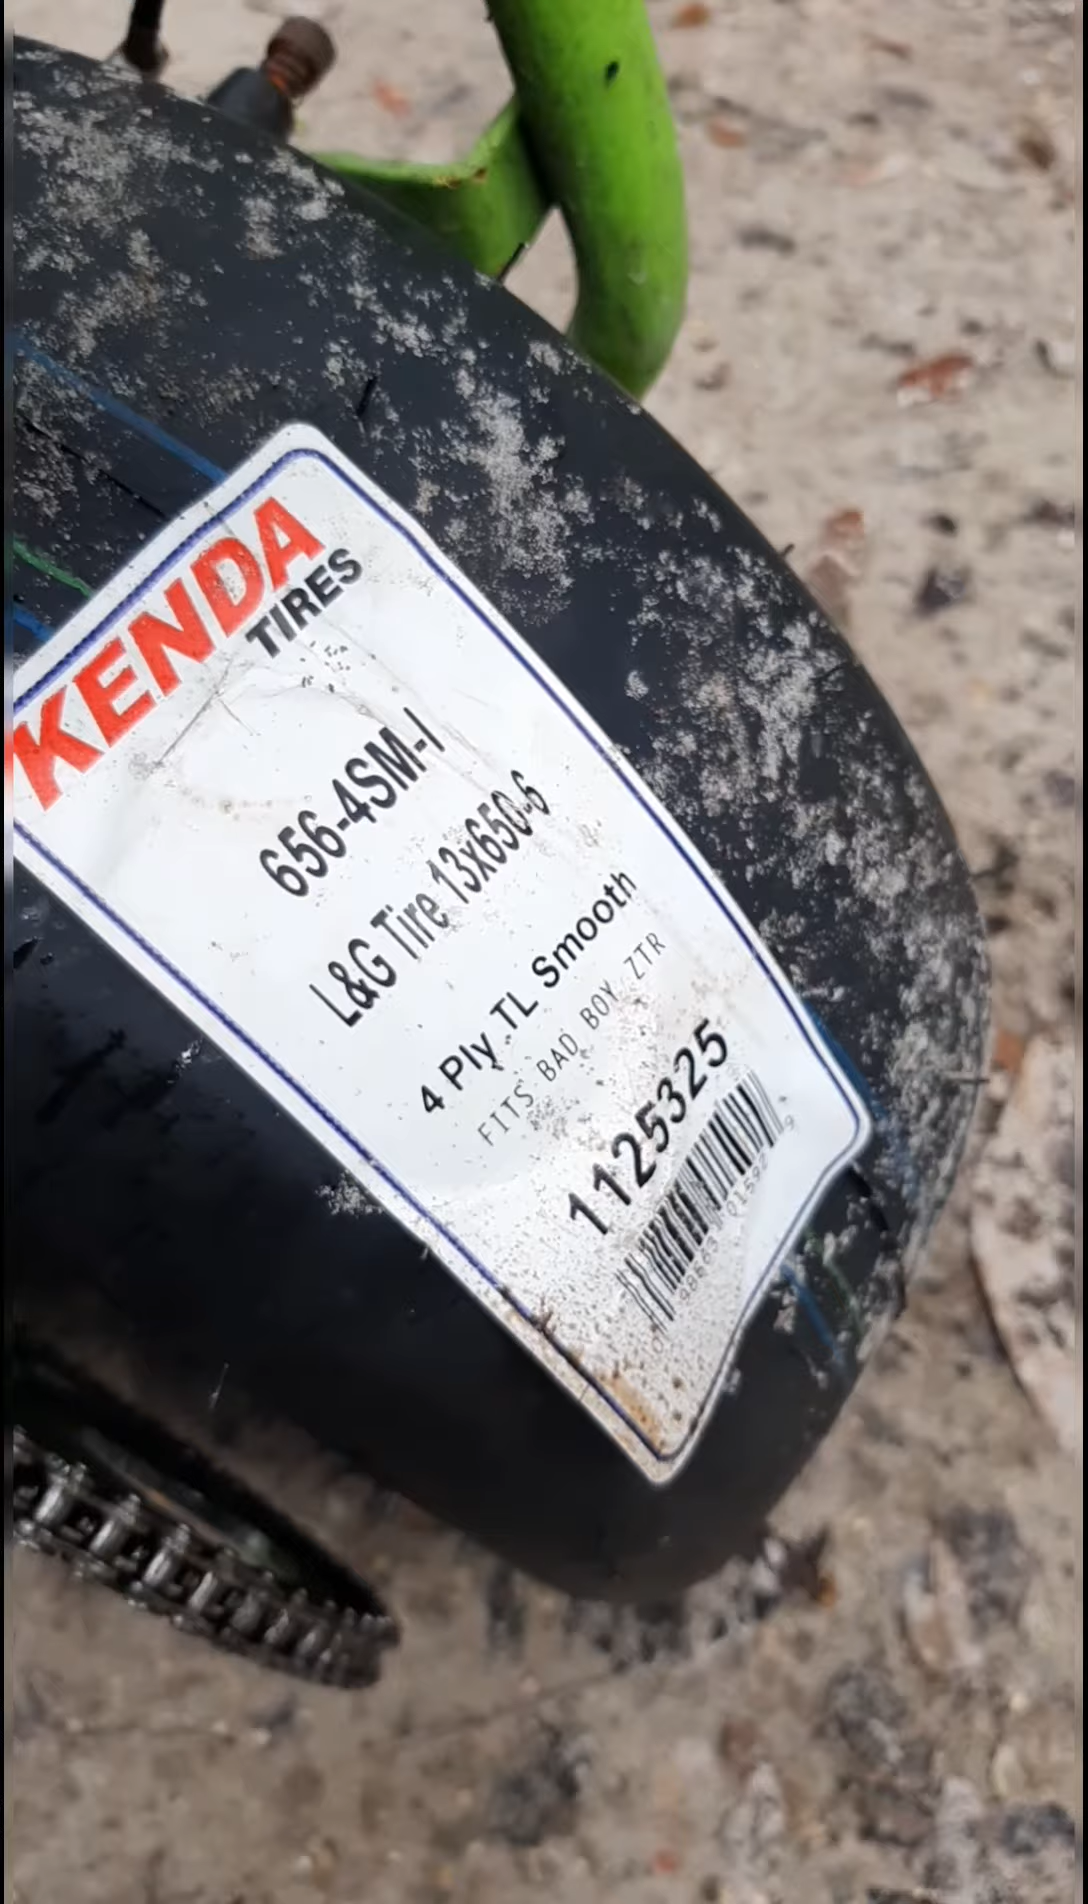 KENDA
TIRES
656-4SM-I
L&G Tire 13x650-6
4 Ply TL Smooth
FITS BAD BOY ZTR
1125325